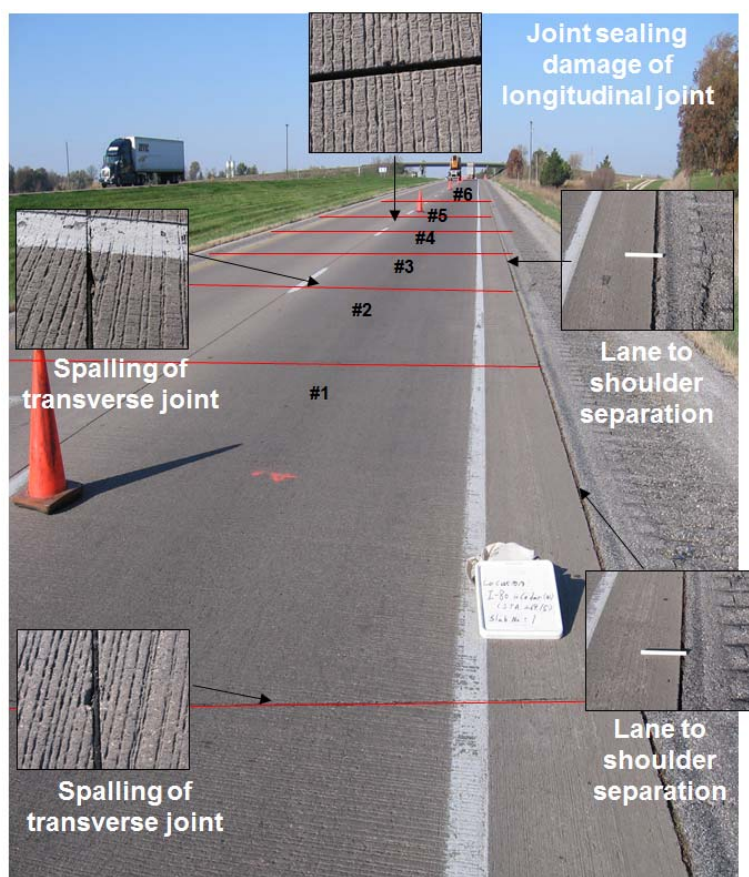 Joint sealing
damage of
longitudinal joint
#6
#5
#4
#3
#2
#1
Spalling of
transverse joint
Lane to
shoulder
separation
Location
I-80
Slab No: 1
Lane to
shoulder
separation
Spalling of
transverse joint